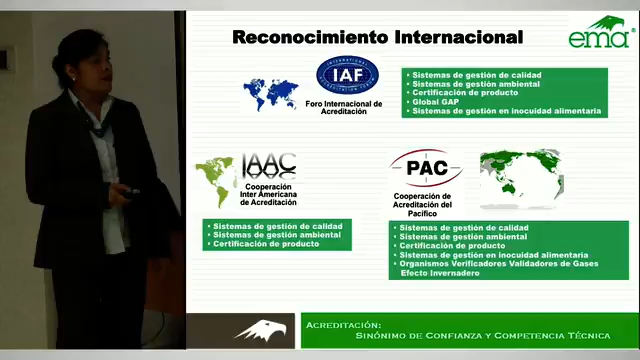 Reconocimiento Internacional
ema
INTERNATIONAL
IAF
ACCREDITATION FORUM
Foro Internacional de
Acreditación
• Sistemas de gestión de calidad
• Sistemas de gestión ambiental
• Certificación de producto
• Global GAP
• Sistemas de gestión en inocuidad alimentaria
IAAC
Cooperación
Inter Americana
de Acreditación
• Sistemas de gestión de calidad
• Sistemas de gestión ambiental
• Certificación de producto
PAC
Cooperación de
Acreditación del
Pacífico
• Sistemas de gestión de calidad
• Sistemas de gestión ambiental
• Certificación de producto
• Sistemas de gestión en inocuidad alimentaria
• Organismos Verificadores Validadores de Gases
Efecto Invernadero
ACREDITACIÓN:
SINÓNIMO DE CONFIANZA Y COMPETENCIA TÉCNICA